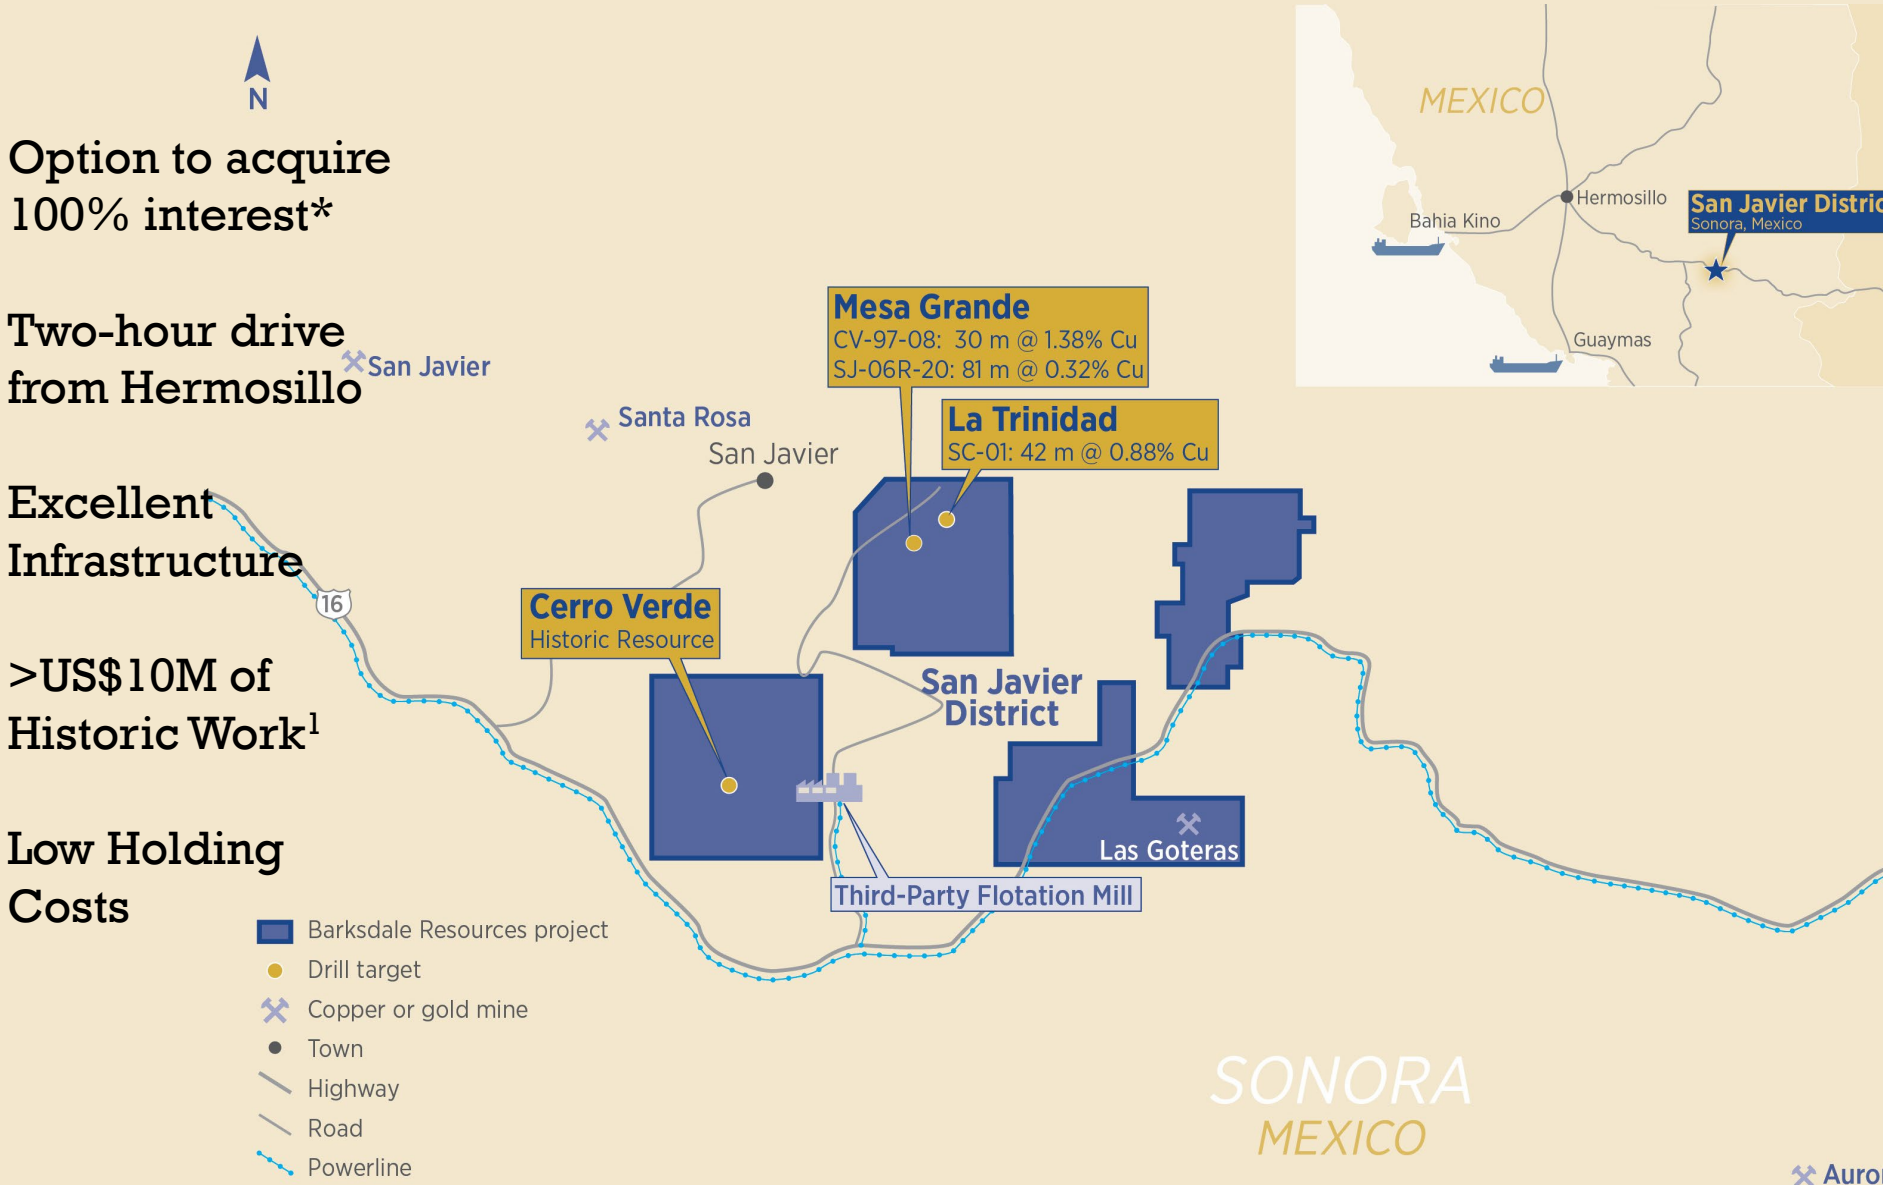 N
Option to acquire
100% interest*
Two-hour drive
from Hermosillo
Excellent
Infrastructure
>US$10M of
Historic Work¹
Low Holding
Costs
MEXICO
Hermosillo
Bahia Kino
San Javier Distric
Sonora, Mexico
Guaymas
Mesa Grande
CV-97-08: 30 m @ 1.38% Cu
SJ-06R-20: 81 m @ 0.32% Cu
San Javier
La Trinidad
SC-01: 42 m @ 0.88% Cu
Santa Rosa
San Javier
16
Cerro Verde
Historic Resource
San Javier
District
Las Goteras
Third-Party Flotation Mill
Barksdale Resources project
Drill target
Copper or gold mine
Town
Highway
Road
Powerline
SONORA
MEXICO
Auror